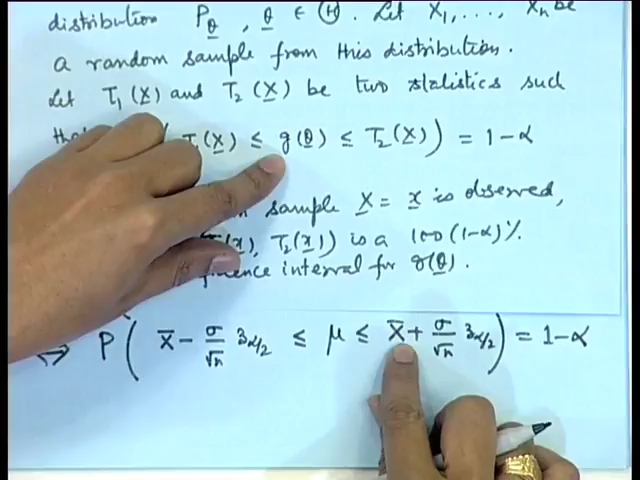 distribution P_θ, θ ∈ Θ. Let X₁, ..., Xₙ be
a random sample from this distribution.
Let T₁(X) and T₂(X) be two statistics such
(X) ≤ g(θ) ≤ T₂(X)) = 1-α
sample X = x is observed,
(x), T₂(x)) is a 100(1-α)%
interval for g(θ).
⇔ P( X̄ - σ/√n z_{α/2} ≤ μ ≤ X̄ + σ/√n z_{α/2} ) = 1-α